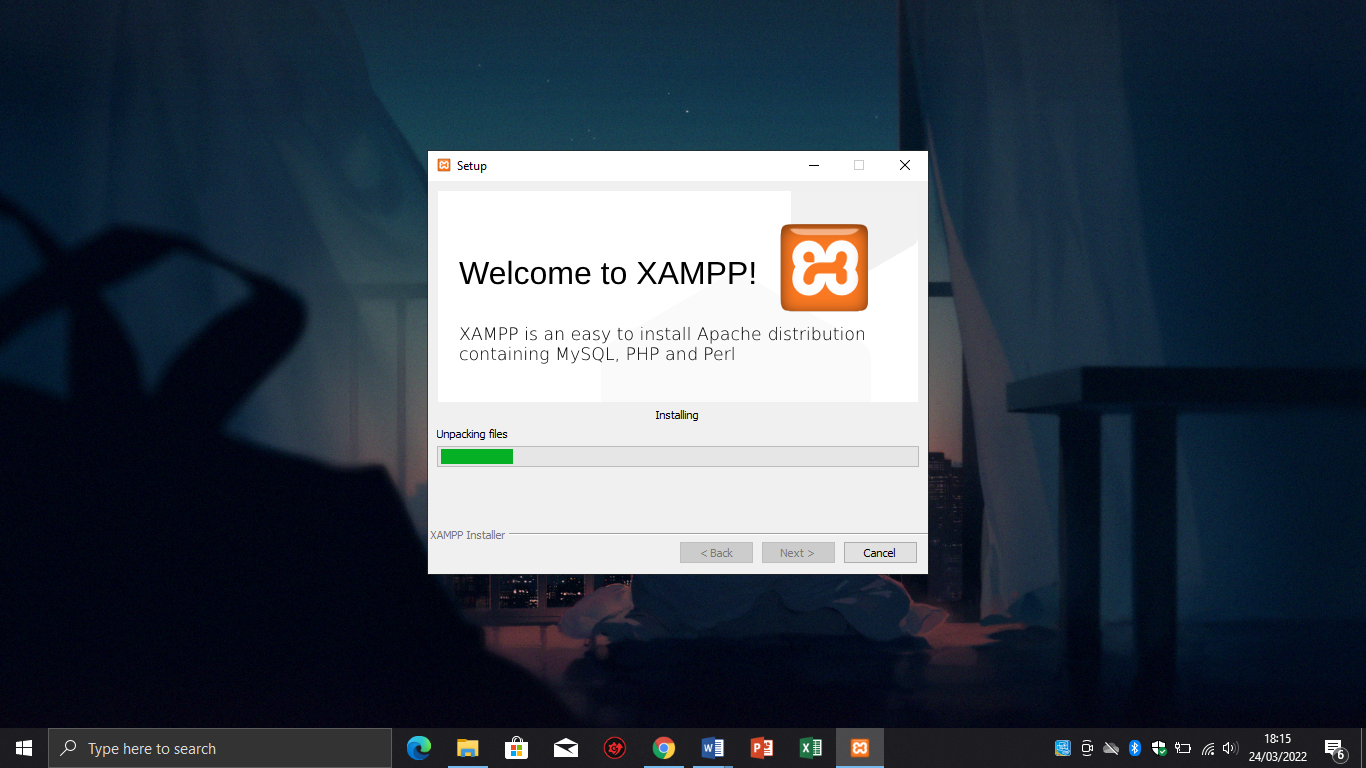 Setup
Welcome to XAMPP!
XAMPP is an easy to install Apache distribution
containing MySQL, PHP and Perl
Installing
Unpacking files
XAMPP Installer
< Back
Next >
Cancel
Type here to search
18:15
24/03/2022
6